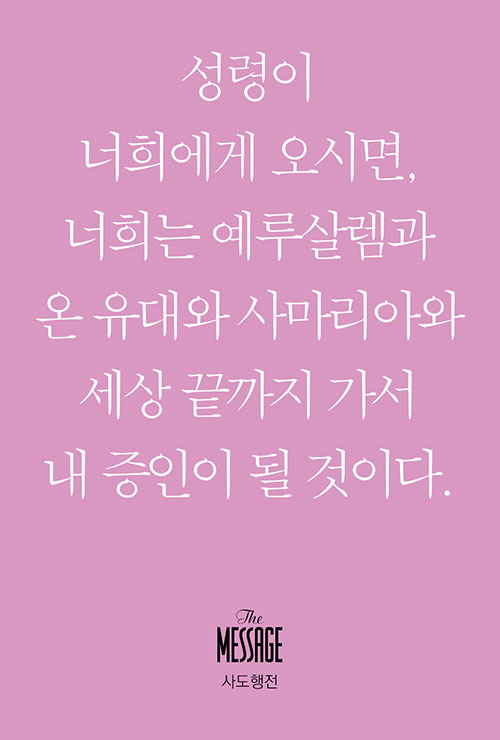 성령이
너희에게 오시면,
너희는 예루살렘과
온 유대와 사마리아와
세상 끝까지 가서
내 증인이 될 것이다.
The
MESSAGE
사도행전